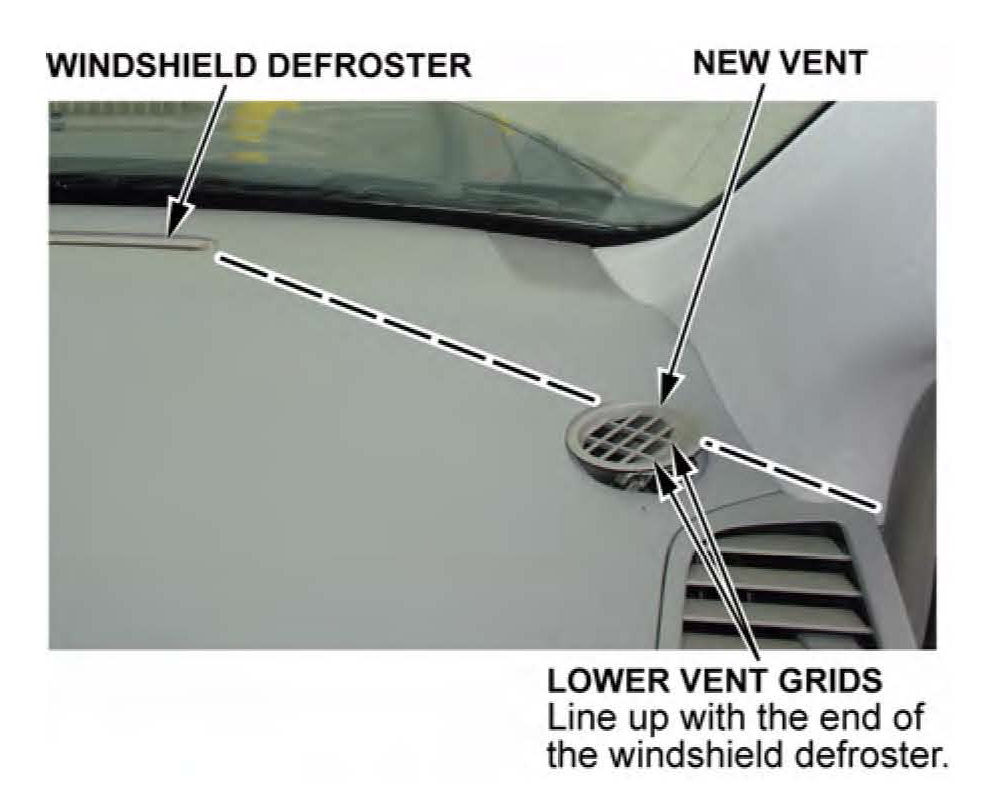 WINDSHIELD DEFROSTER
NEW VENT
LOWER VENT GRIDS
Line up with the end of
the windshield defroster.